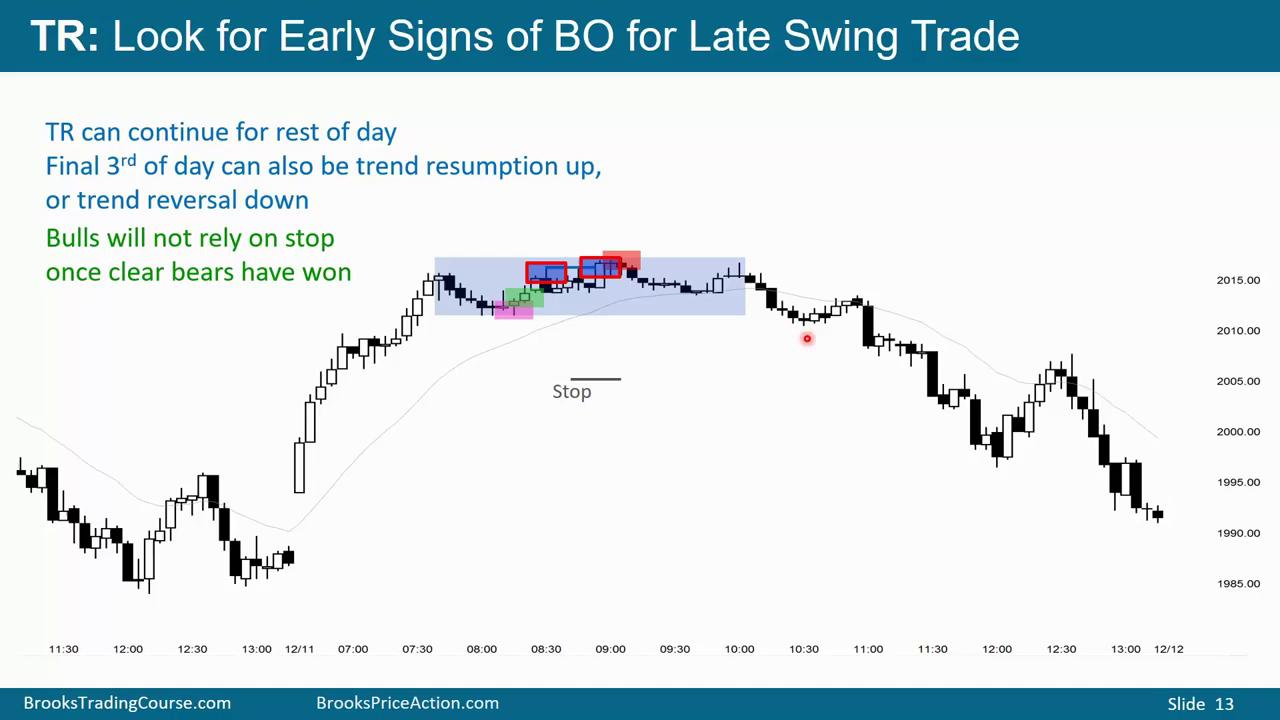 TR: Look for Early Signs of BO for Late Swing Trade
TR can continue for rest of day
Final 3rd of day can also be trend resumption up,
or trend reversal down
Bulls will not rely on stop
once clear bears have won
Stop
2015.00
2010.00
2005.00
2000.00
1995.00
1990.00
1985.00
11:30 12:00 12:30 13:00 12/11 07:00 07:30 08:00 08:30 09:00 09:30 10:00 10:30 11:00 11:30 12:00 12:30 13:00 12/12
BrooksTradingCourse.com BrooksPriceAction.com Slide 13